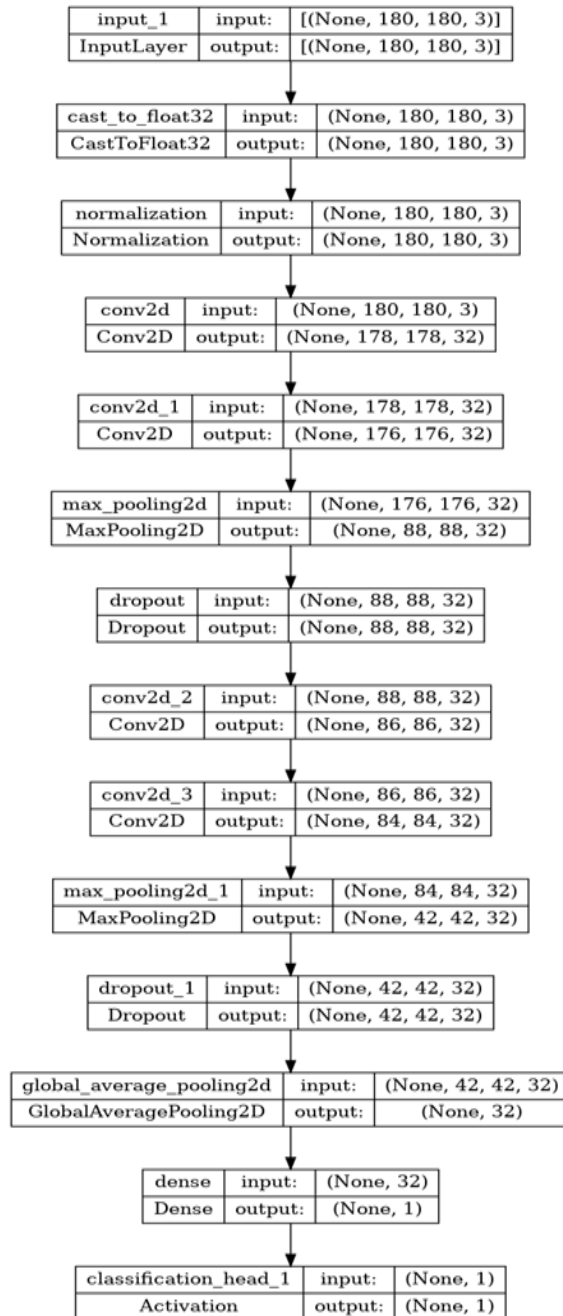 input_1 input: [(None, 180, 180, 3)]
InputLayer output: [(None, 180, 180, 3)]
cast_to_float32 input: (None, 180, 180, 3)
CastToFloat32 output: (None, 180, 180, 3)
normalization input: (None, 180, 180, 3)
Normalization output: (None, 180, 180, 3)
conv2d input: (None, 180, 180, 3)
Conv2D output: (None, 178, 178, 32)
conv2d_1 input: (None, 178, 178, 32)
Conv2D output: (None, 176, 176, 32)
max_pooling2d input: (None, 176, 176, 32)
MaxPooling2D output: (None, 88, 88, 32)
dropout input: (None, 88, 88, 32)
Dropout output: (None, 88, 88, 32)
conv2d_2 input: (None, 88, 88, 32)
Conv2D output: (None, 86, 86, 32)
conv2d_3 input: (None, 86, 86, 32)
Conv2D output: (None, 84, 84, 32)
max_pooling2d_1 input: (None, 84, 84, 32)
MaxPooling2D output: (None, 42, 42, 32)
dropout_1 input: (None, 42, 42, 32)
Dropout output: (None, 42, 42, 32)
global_average_pooling2d input: (None, 42, 42, 32)
GlobalAveragePooling2D output: (None, 32)
dense input: (None, 32)
Dense output: (None, 1)
classification_head_1 input: (None, 1)
Activation output: (None, 1)